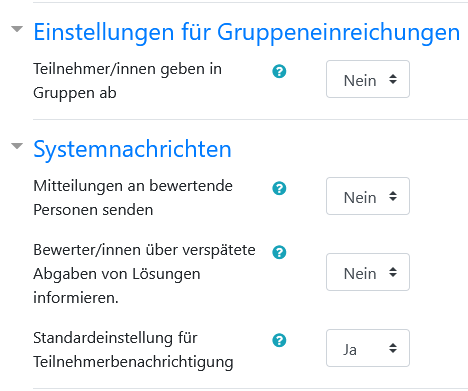 Einstellungen für Gruppeneinreichungen
Teilnehmer/innen geben in
Gruppen ab
?
Nein
Systemnachrichten
Mitteilungen an bewertende
Personen senden
?
Nein
Bewerter/innen über verspätete
Abgaben von Lösungen
informieren.
?
Nein
Standardeinstellung für
Teilnehmerbenachrichtigung
?
Ja